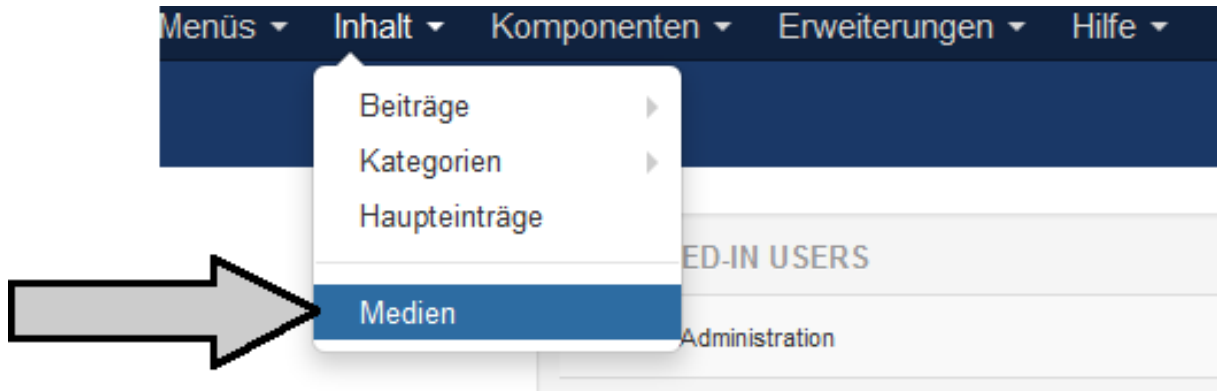 Menüs Inhalt Komponenten Erweiterungen Hilfe
Beiträge
Kategorien
Haupteinträge
ED-IN USERS
Medien
Administration